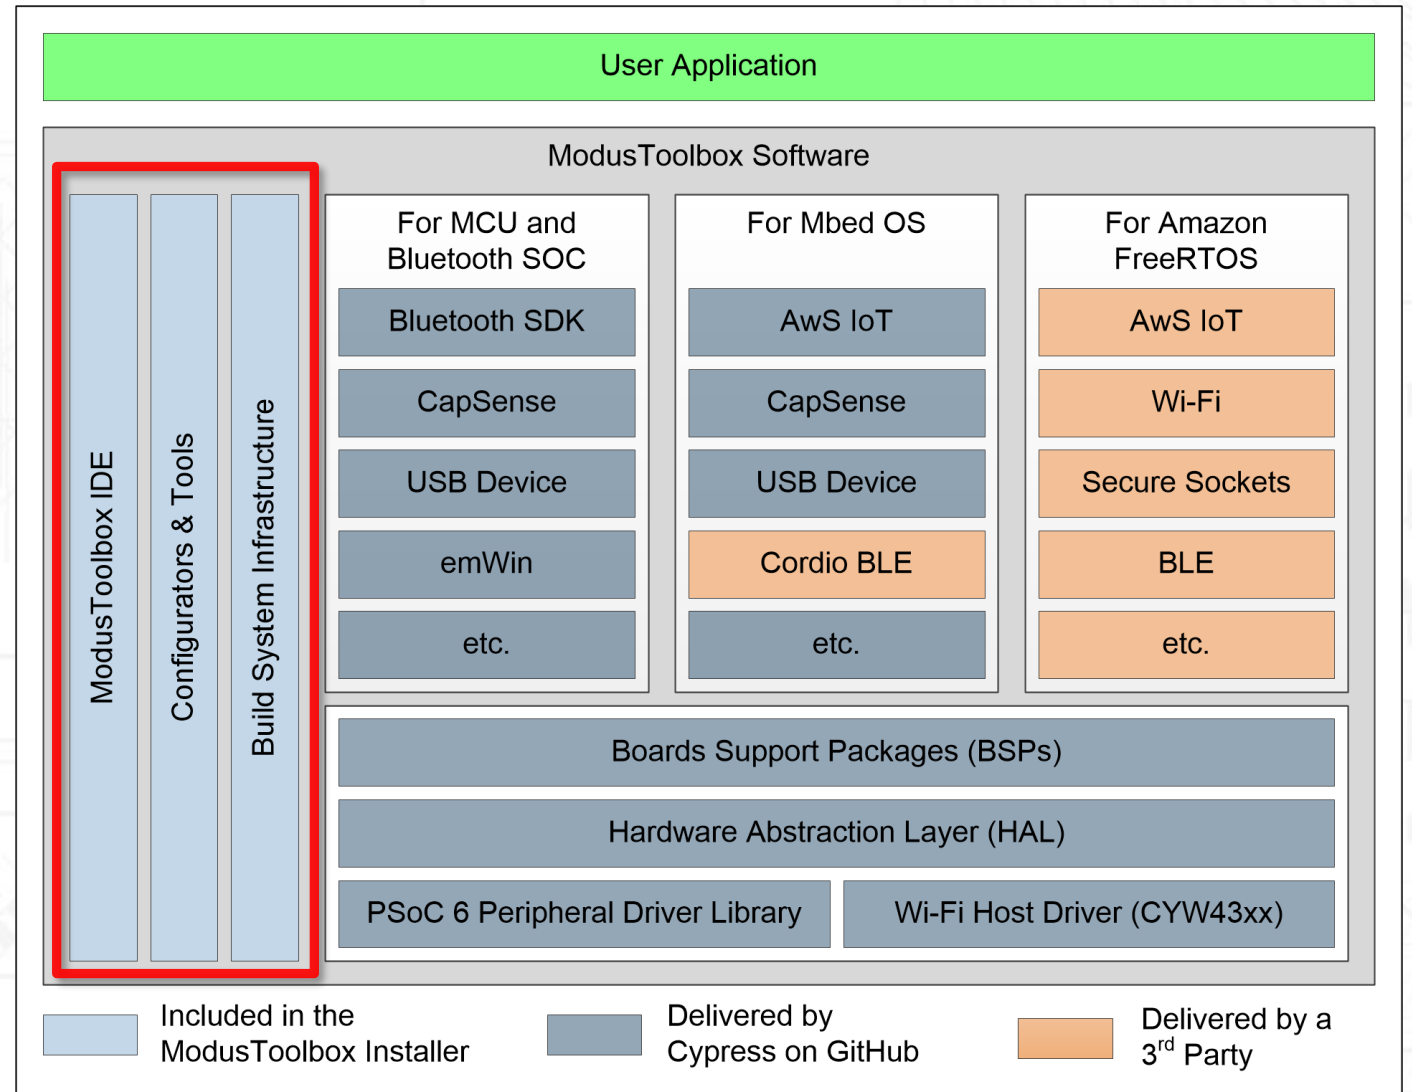 User Application
ModusToolbox Software
ModusToolbox IDE
Configurators & Tools
Build System Infrastructure
For MCU and
Bluetooth SOC
Bluetooth SDK
CapSense
USB Device
emWin
etc.
For Mbed OS
AwS IoT
CapSense
USB Device
Cordio BLE
etc.
For Amazon
FreeRTOS
AwS IoT
Wi-Fi
Secure Sockets
BLE
etc.
Boards Support Packages (BSPs)
Hardware Abstraction Layer (HAL)
PSoC 6 Peripheral Driver Library
Wi-Fi Host Driver (CYW43xx)
Included in the
ModusToolbox Installer
Delivered by
Cypress on GitHub
Delivered by a
3rd Party